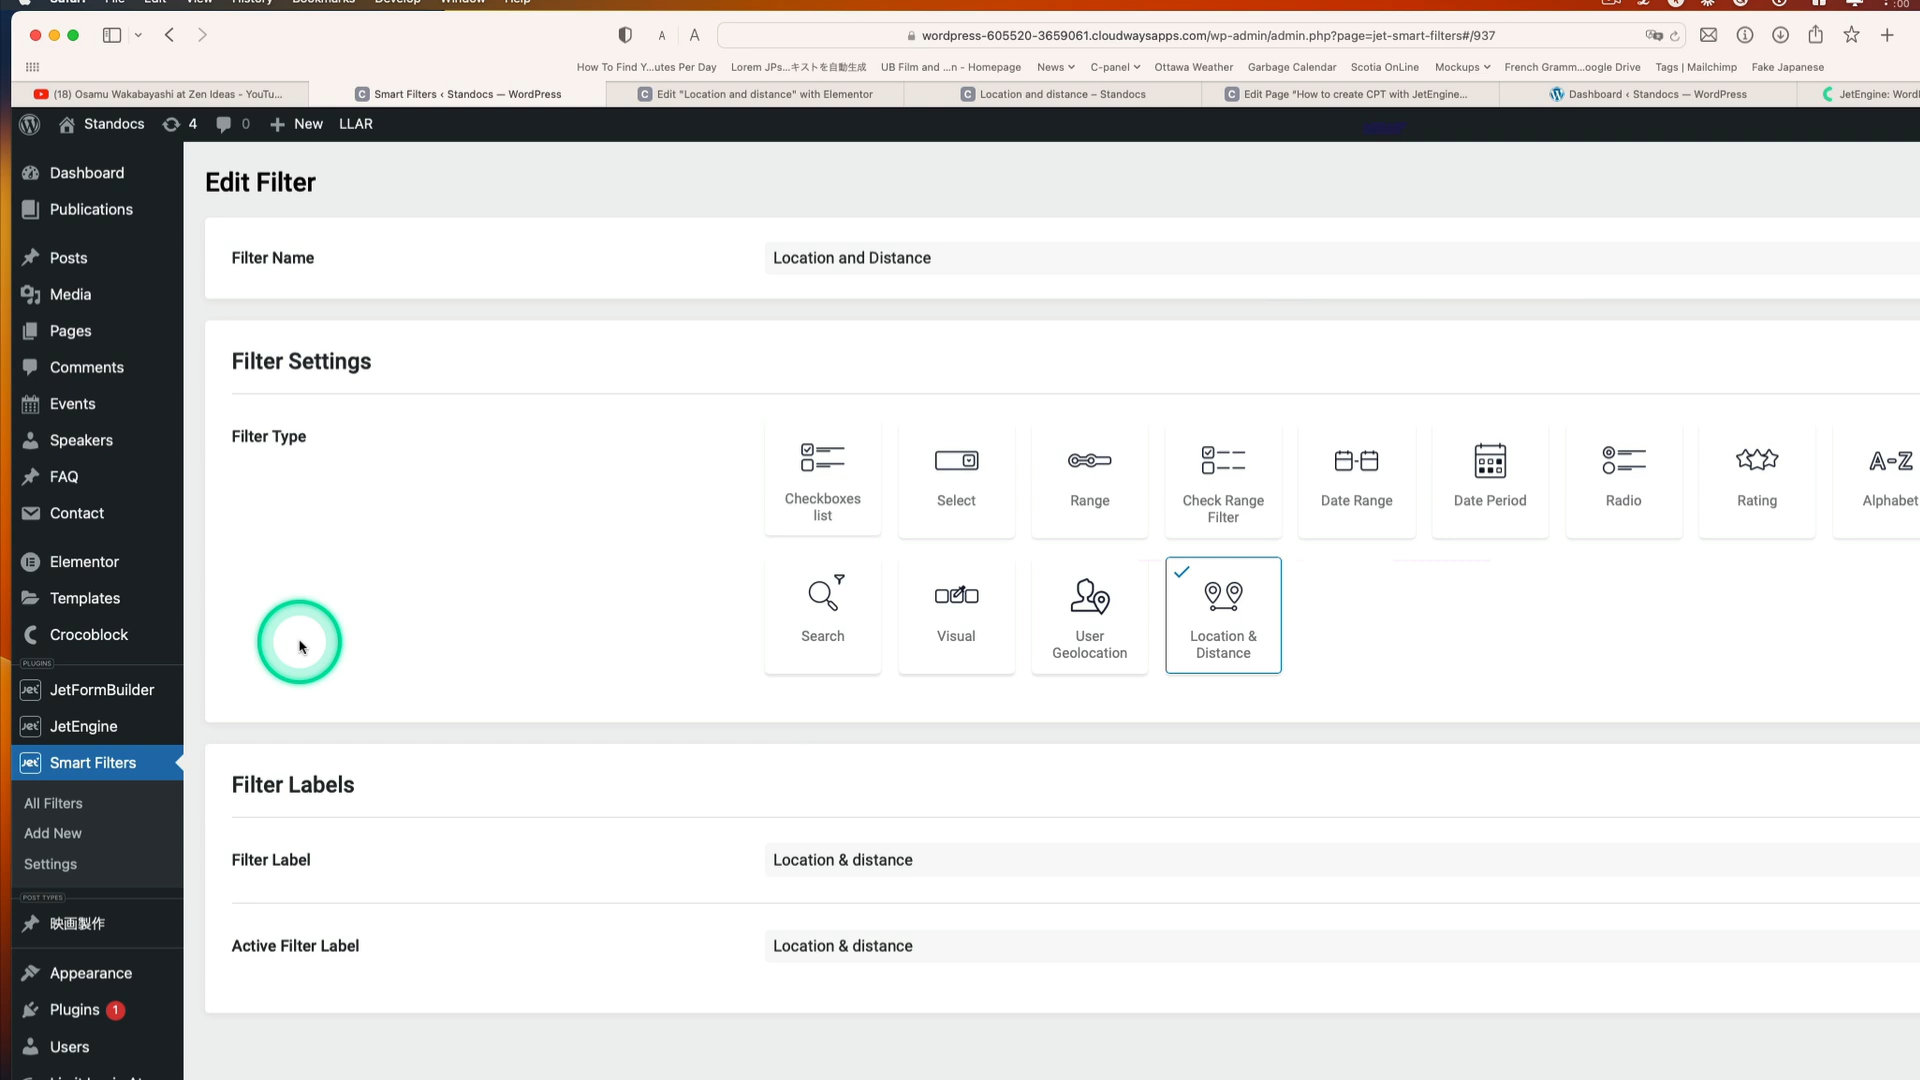 Safari File Edit View History Bookmarks Develop Window Help
:00
A A
wordpress-605520-3659061.cloudwaysapps.com/wp-admin/admin.php?page=jet-smart-filters#/937
How To Find Y...utes Per Day Lorem JPs...キストを自動生成 UB Film and ...n - Homepage News C-panel Ottawa Weather Garbage Calendar Scotia OnLine Mockups French Gramm...oogle Drive Tags | Mailchimp Fake Japanese
(18) Osamu Wakabayashi at Zen Ideas - YouTu... Smart Filters ‹ Standocs — WordPress Edit "Location and distance" with Elementor Location and distance – Standocs Edit Page "How to create CPT with JetEngine... Dashboard ‹ Standocs — WordPress JetEngine: Word
Standocs 4 0 New LLAR
Dashboard
Publications
Posts
Media
Pages
Comments
Events
Speakers
FAQ
Contact
Elementor
Templates
Crocoblock
PLUGINS
Jet JetFormBuilder
Jet JetEngine
Jet Smart Filters
All Filters
Add New
Settings
POST TYPES
映画製作
Appearance
Plugins 1
Users
Edit Filter
Filter Name Location and Distance
Filter Settings
Filter Type
Checkboxes list
Select
Range
Check Range Filter
Date Range
Date Period
Radio
Rating
A-Z
Alphabet
Search
Visual
User Geolocation
Location & Distance
Filter Labels
Filter Label Location & distance
Active Filter Label Location & distance